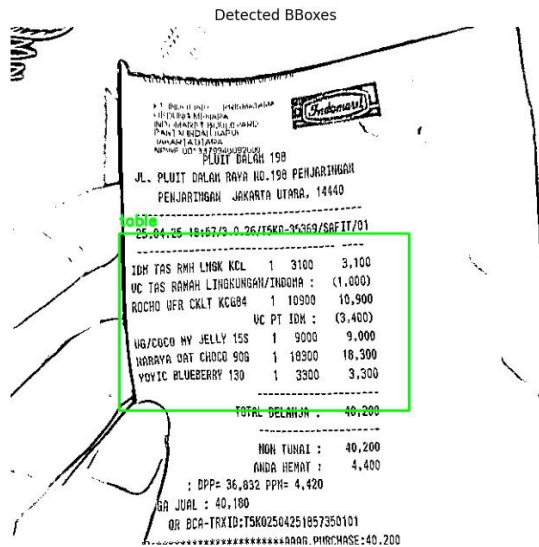 Detected BBoxes
Indomaret
PLUIT DALAM 198
JL. PLUIT DALAM RAYA NO.198 PENJARINGAN
PENJARINGAN JAKARTA UTARA, 14440
table
25.04.25-18:57/3.0.26/T5K0-35369/SAFIT/01
IDM TAS RMH LNGK KCL 1 3100 3,100
VC TAS RAMAH LINGKUNGAN/INDOMA : (1,000)
ROCHO WFR CKLT KCG84 1 10900 10,900
VC PT IDM : (3,400)
WG/COCO MY JELLY 15S 1 9000 9,000
NARAYA OAT CHOCO 90G 1 18300 18,300
YOYIC BLUEBERRY 130 1 3300 3,300
TOTAL BELANJA : 40,200
NON TUNAI : 40,200
ANDA HEMAT : 4,400
: DPP= 36,832 PPN= 4,420
GA JUAL : 40,180
QR BCA-TRXID:T5K02504251857350101
************************AAAG,PURCHASE:40,200